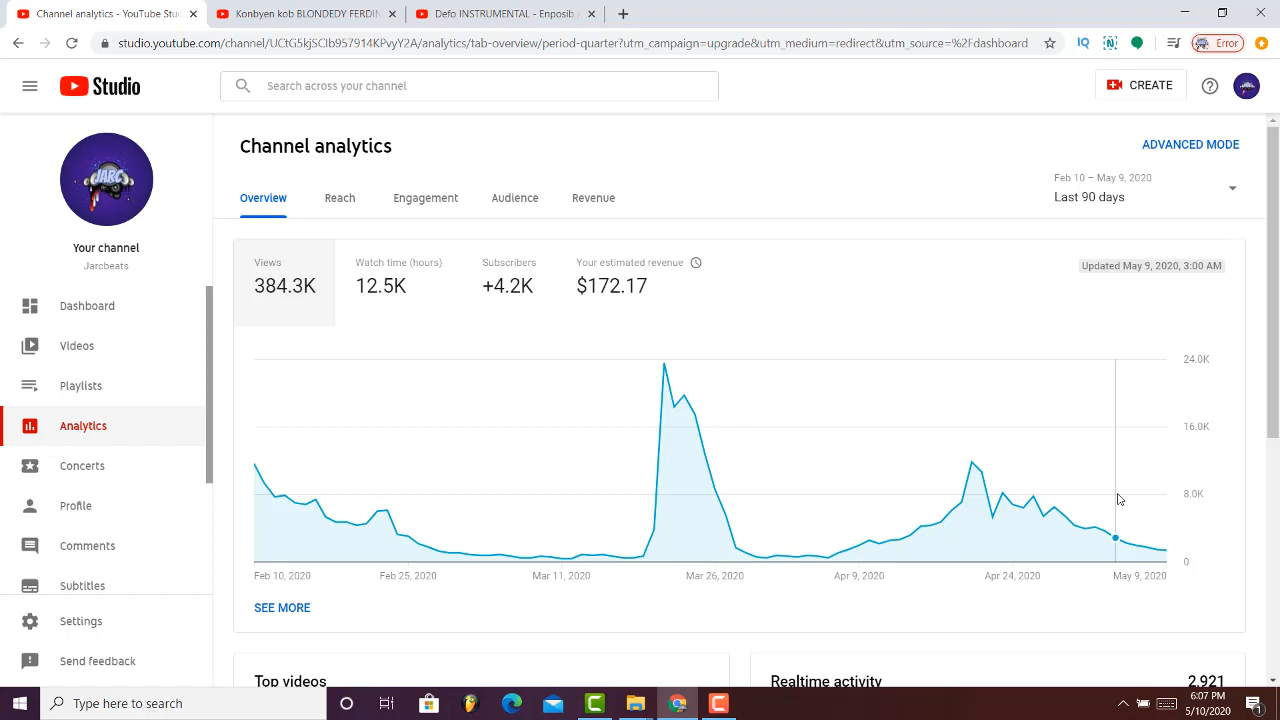 Channel analytics - YouTube Stu
Konbyen kob BLONDEDY FERDIN
Defo INSTRUMENTAL - Enposib
studio.youtube.com/channel/UCtG5jSCIb957914KBxyY2jA/analytics/tab-overview/period-quarter?utm_campaign=upgrade&utm_medium=redirect&utm_source=%2Fdashboard
IQ
N
Error
Studio
Search across your channel
CREATE
JARC
Your channel
Jarcbeats
Dashboard
Videos
Playlists
Analytics
Concerts
Profile
Comments
Subtitles
Settings
Send feedback
Channel analytics
ADVANCED MODE
Feb 10 – May 9, 2020
Last 90 days
Overview Reach Engagement Audience Revenue
Views Watch time (hours) Subscribers Your estimated revenue
384.3K 12.5K +4.2K $172.17
Updated May 9, 2020, 3:00 AM
24.0K
16.0K
8.0K
0
Feb 10, 2020 Feb 25, 2020 Mar 11, 2020 Mar 26, 2020 Apr 9, 2020 Apr 24, 2020 May 9, 2020
SEE MORE
Top videos
Realtime activity 2,921
Type here to search
6:07 PM
5/10/2020
1